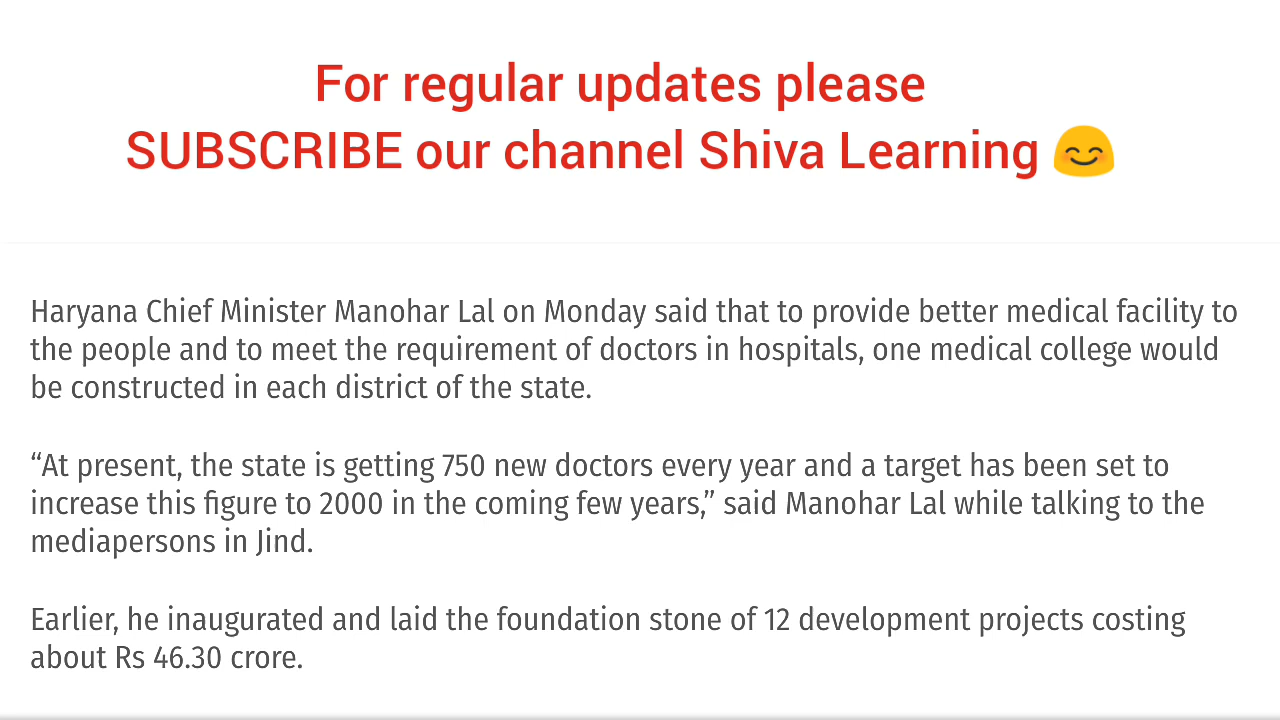 For regular updates please
SUBSCRIBE our channel Shiva Learning 😊
Haryana Chief Minister Manohar Lal on Monday said that to provide better medical facility to
the people and to meet the requirement of doctors in hospitals, one medical college would
be constructed in each district of the state.
“At present, the state is getting 750 new doctors every year and a target has been set to
increase this figure to 2000 in the coming few years,” said Manohar Lal while talking to the
mediapersons in Jind.
Earlier, he inaugurated and laid the foundation stone of 12 development projects costing
about Rs 46.30 crore.